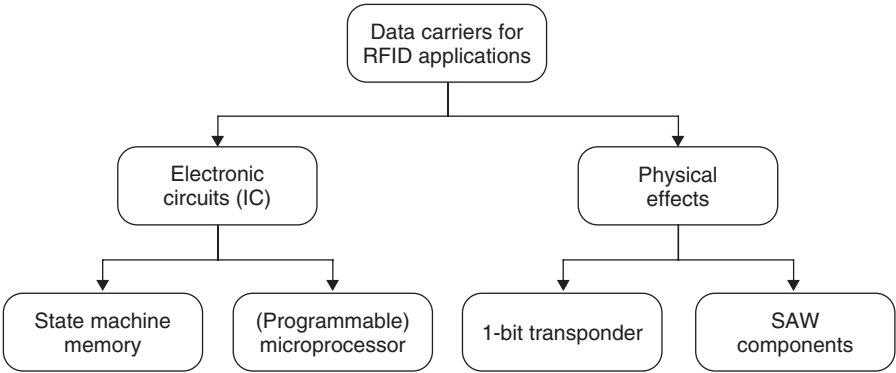 Data carriers for
RFID applications
Electronic
circuits (IC)
Physical
effects
State machine
memory
(Programmable)
microprocessor
1-bit transponder
SAW
components